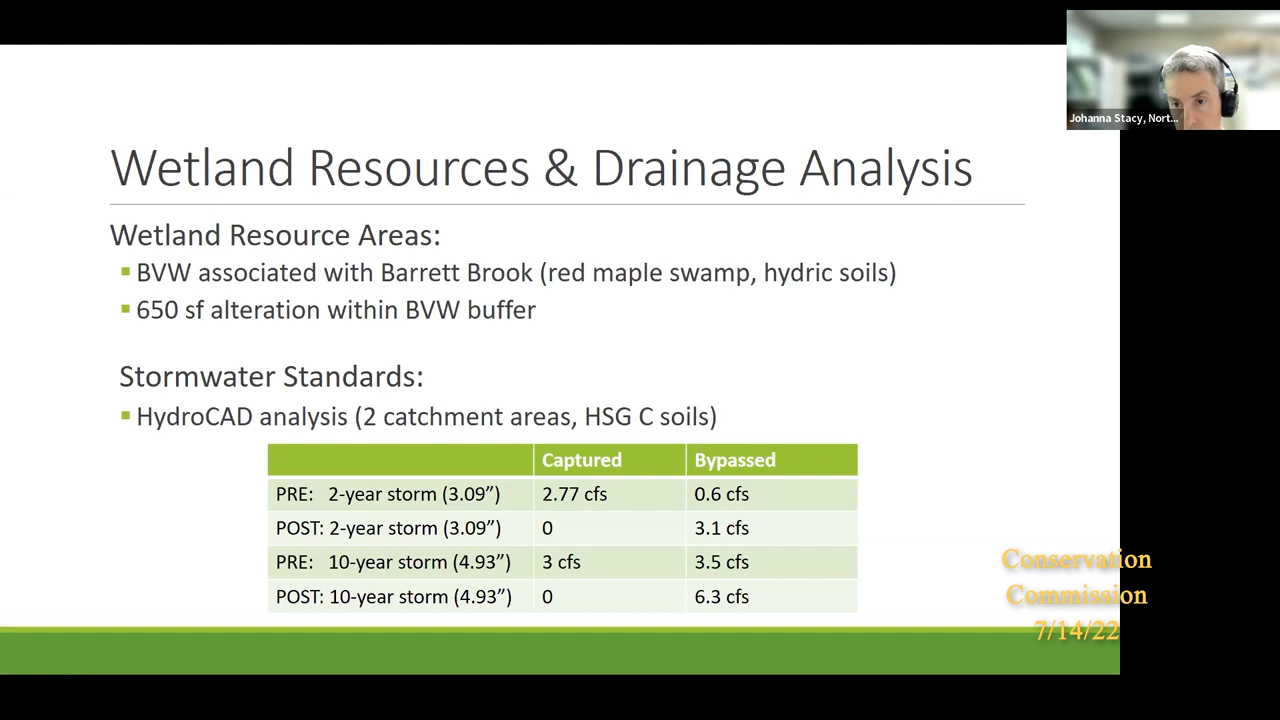 Johanna Stacy, Nort...
Wetland Resources & Drainage Analysis
Wetland Resource Areas:
▪ BVW associated with Barrett Brook (red maple swamp, hydric soils)
▪ 650 sf alteration within BVW buffer
Stormwater Standards:
▪ HydroCAD analysis (2 catchment areas, HSG C soils)
Captured Bypassed
PRE: 2-year storm (3.09”) 2.77 cfs 0.6 cfs
POST: 2-year storm (3.09”) 0 3.1 cfs
PRE: 10-year storm (4.93”) 3 cfs 3.5 cfs
POST: 10-year storm (4.93”) 0 6.3 cfs
Conservation
Commission
7/14/22